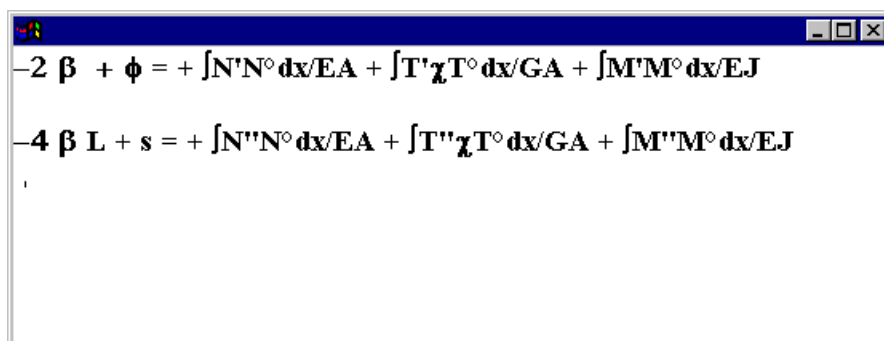 –2 β + ϕ = + ∫N'N°dx/EA + ∫T'χT°dx/GA + ∫M'M°dx/EJ
–4 β L + s = + ∫N''N°dx/EA + ∫T''χT°dx/GA + ∫M''M°dx/EJ